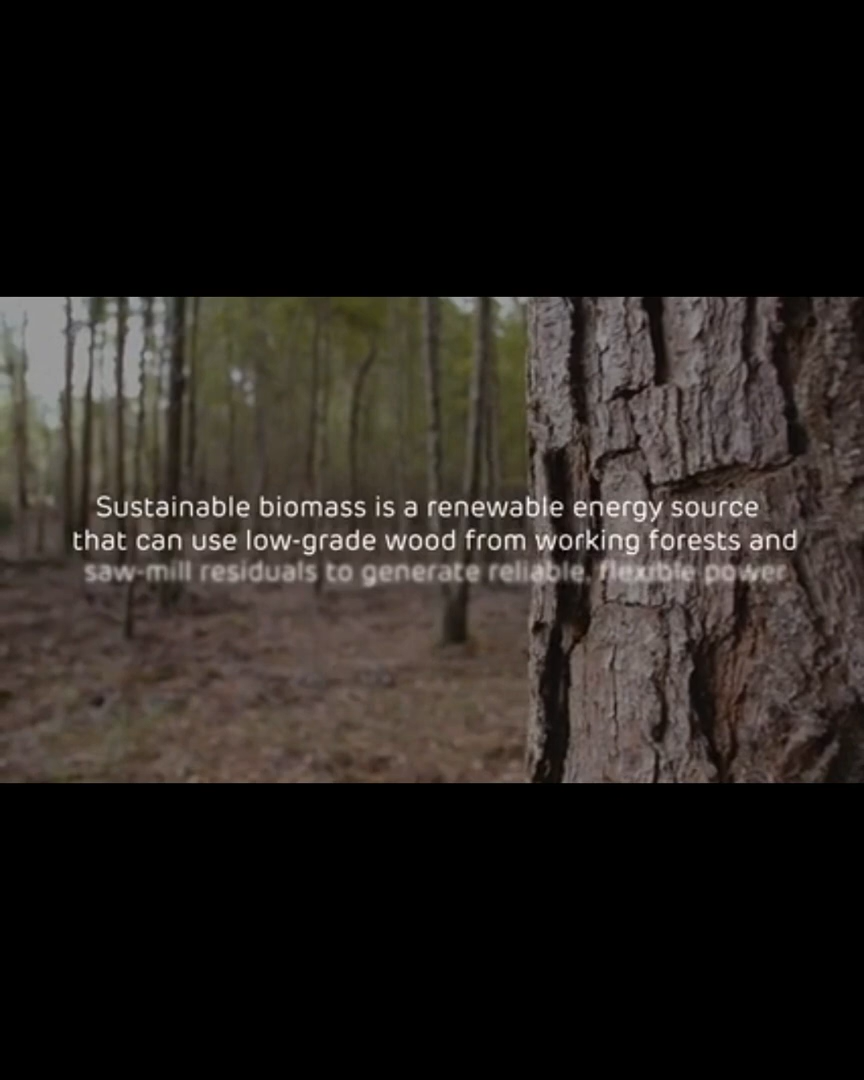 Sustainable biomass is a renewable energy source
that can use low-grade wood from working forests and
saw-mill residuals to generate reliable, flexible power